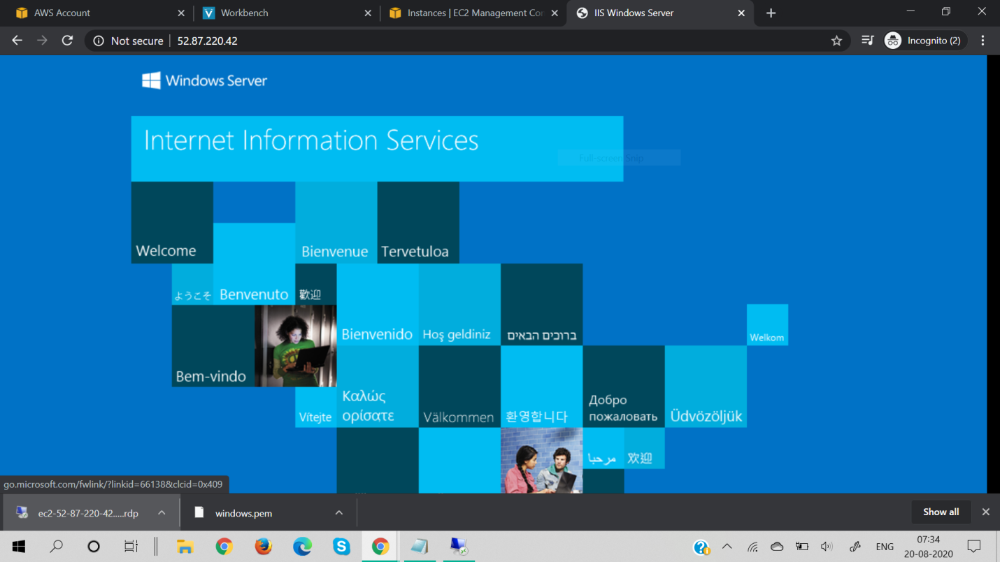 AWS Account
Workbench
Instances | EC2 Management Con
IIS Windows Server
Not secure
52.87.220.42
Incognito (2)
Windows Server
Internet Information Services
Full-screen Snip
Welcome
Bienvenue
Tervetuloa
ようこそ
Benvenuto
歡迎
Bienvenido
Hoş geldiniz
ברוכים הבאים
Welkom
Bem-vindo
Vítejte
Καλώς
ορίσατε
Välkommen
환영합니다
Добро
пожаловать
Üdvözöljük
مرحبا
欢迎
go.microsoft.com/fwlink/?linkid=66138&clcid=0x409
ec2-52-87-220-42.....rdp
windows.pem
Show all
ENG
07:34
20-08-2020